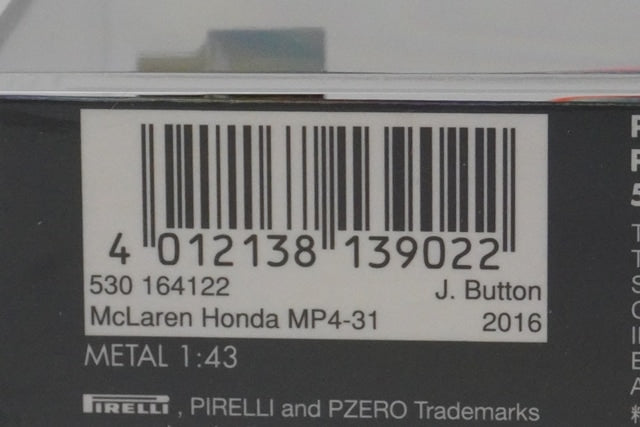 4 012138 139022
530 164122 J. Button
McLaren Honda MP4-31 2016
METAL 1:43
PIRELLI , PIRELLI and PZERO Trademarks